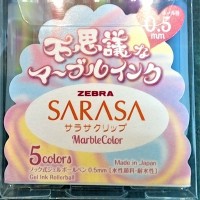 不思議な
マーブルインク
0.5
mm
ZEBRA
SARASA
サラサクリップ
MarbleColor
5 colors
Made in Japan
ノック式ジェルボールペン 0.5mm [水性顔料・耐水性]
Gel Ink Rollerball